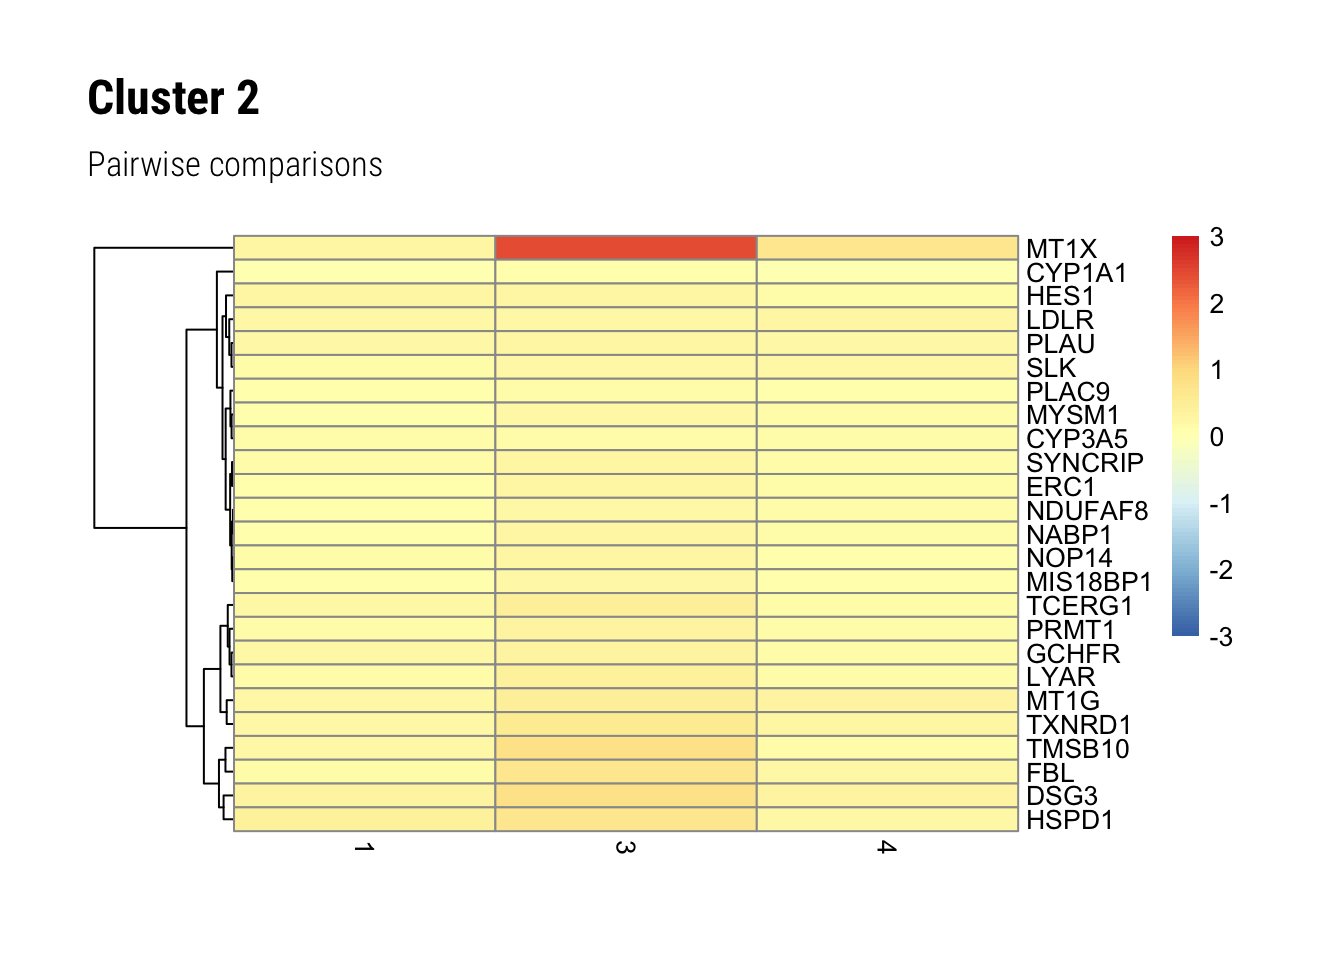 Cluster 2
Pairwise comparisons
MT1X
CYP1A1
HES1
LDLR
PLAU
SLK
PLAC9
MYSM1
CYP3A5
SYNCRIP
ERC1
NDUFAF8
NABP1
NOP14
MIS18BP1
TCERG1
PRMT1
GCHFR
LYAR
MT1G
TXNRD1
TMSB10
FBL
DSG3
HSPD1
3
2
1
0
-1
-2
-3
1
3
4